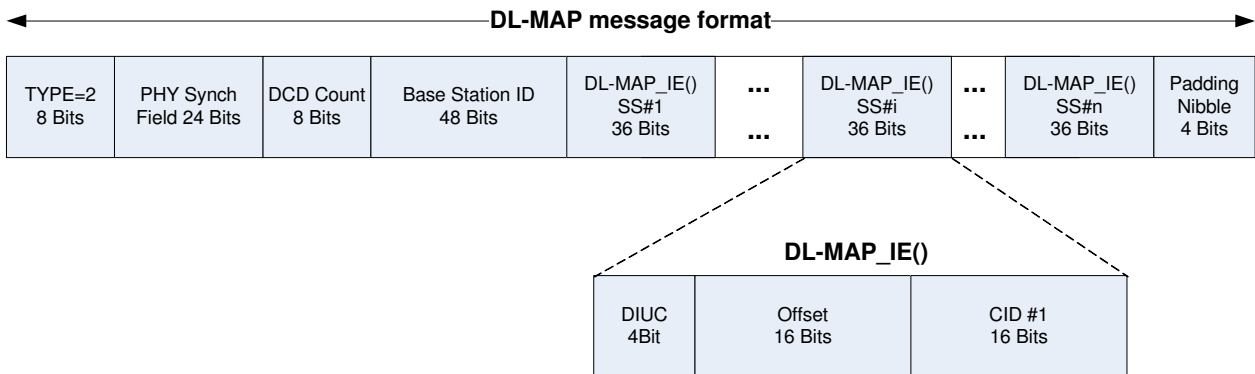 DL-MAP message format
TYPE=2
8 Bits
PHY Synch
Field 24 Bits
DCD Count
8 Bits
Base Station ID
48 Bits
DL-MAP_IE()
SS#1
36 Bits
...
...
DL-MAP_IE()
SS#i
36 Bits
...
...
DL-MAP_IE()
SS#n
36 Bits
Padding
Nibble
4 Bits
DL-MAP_IE()
DIUC
4Bit
Offset
16 Bits
CID #1
16 Bits